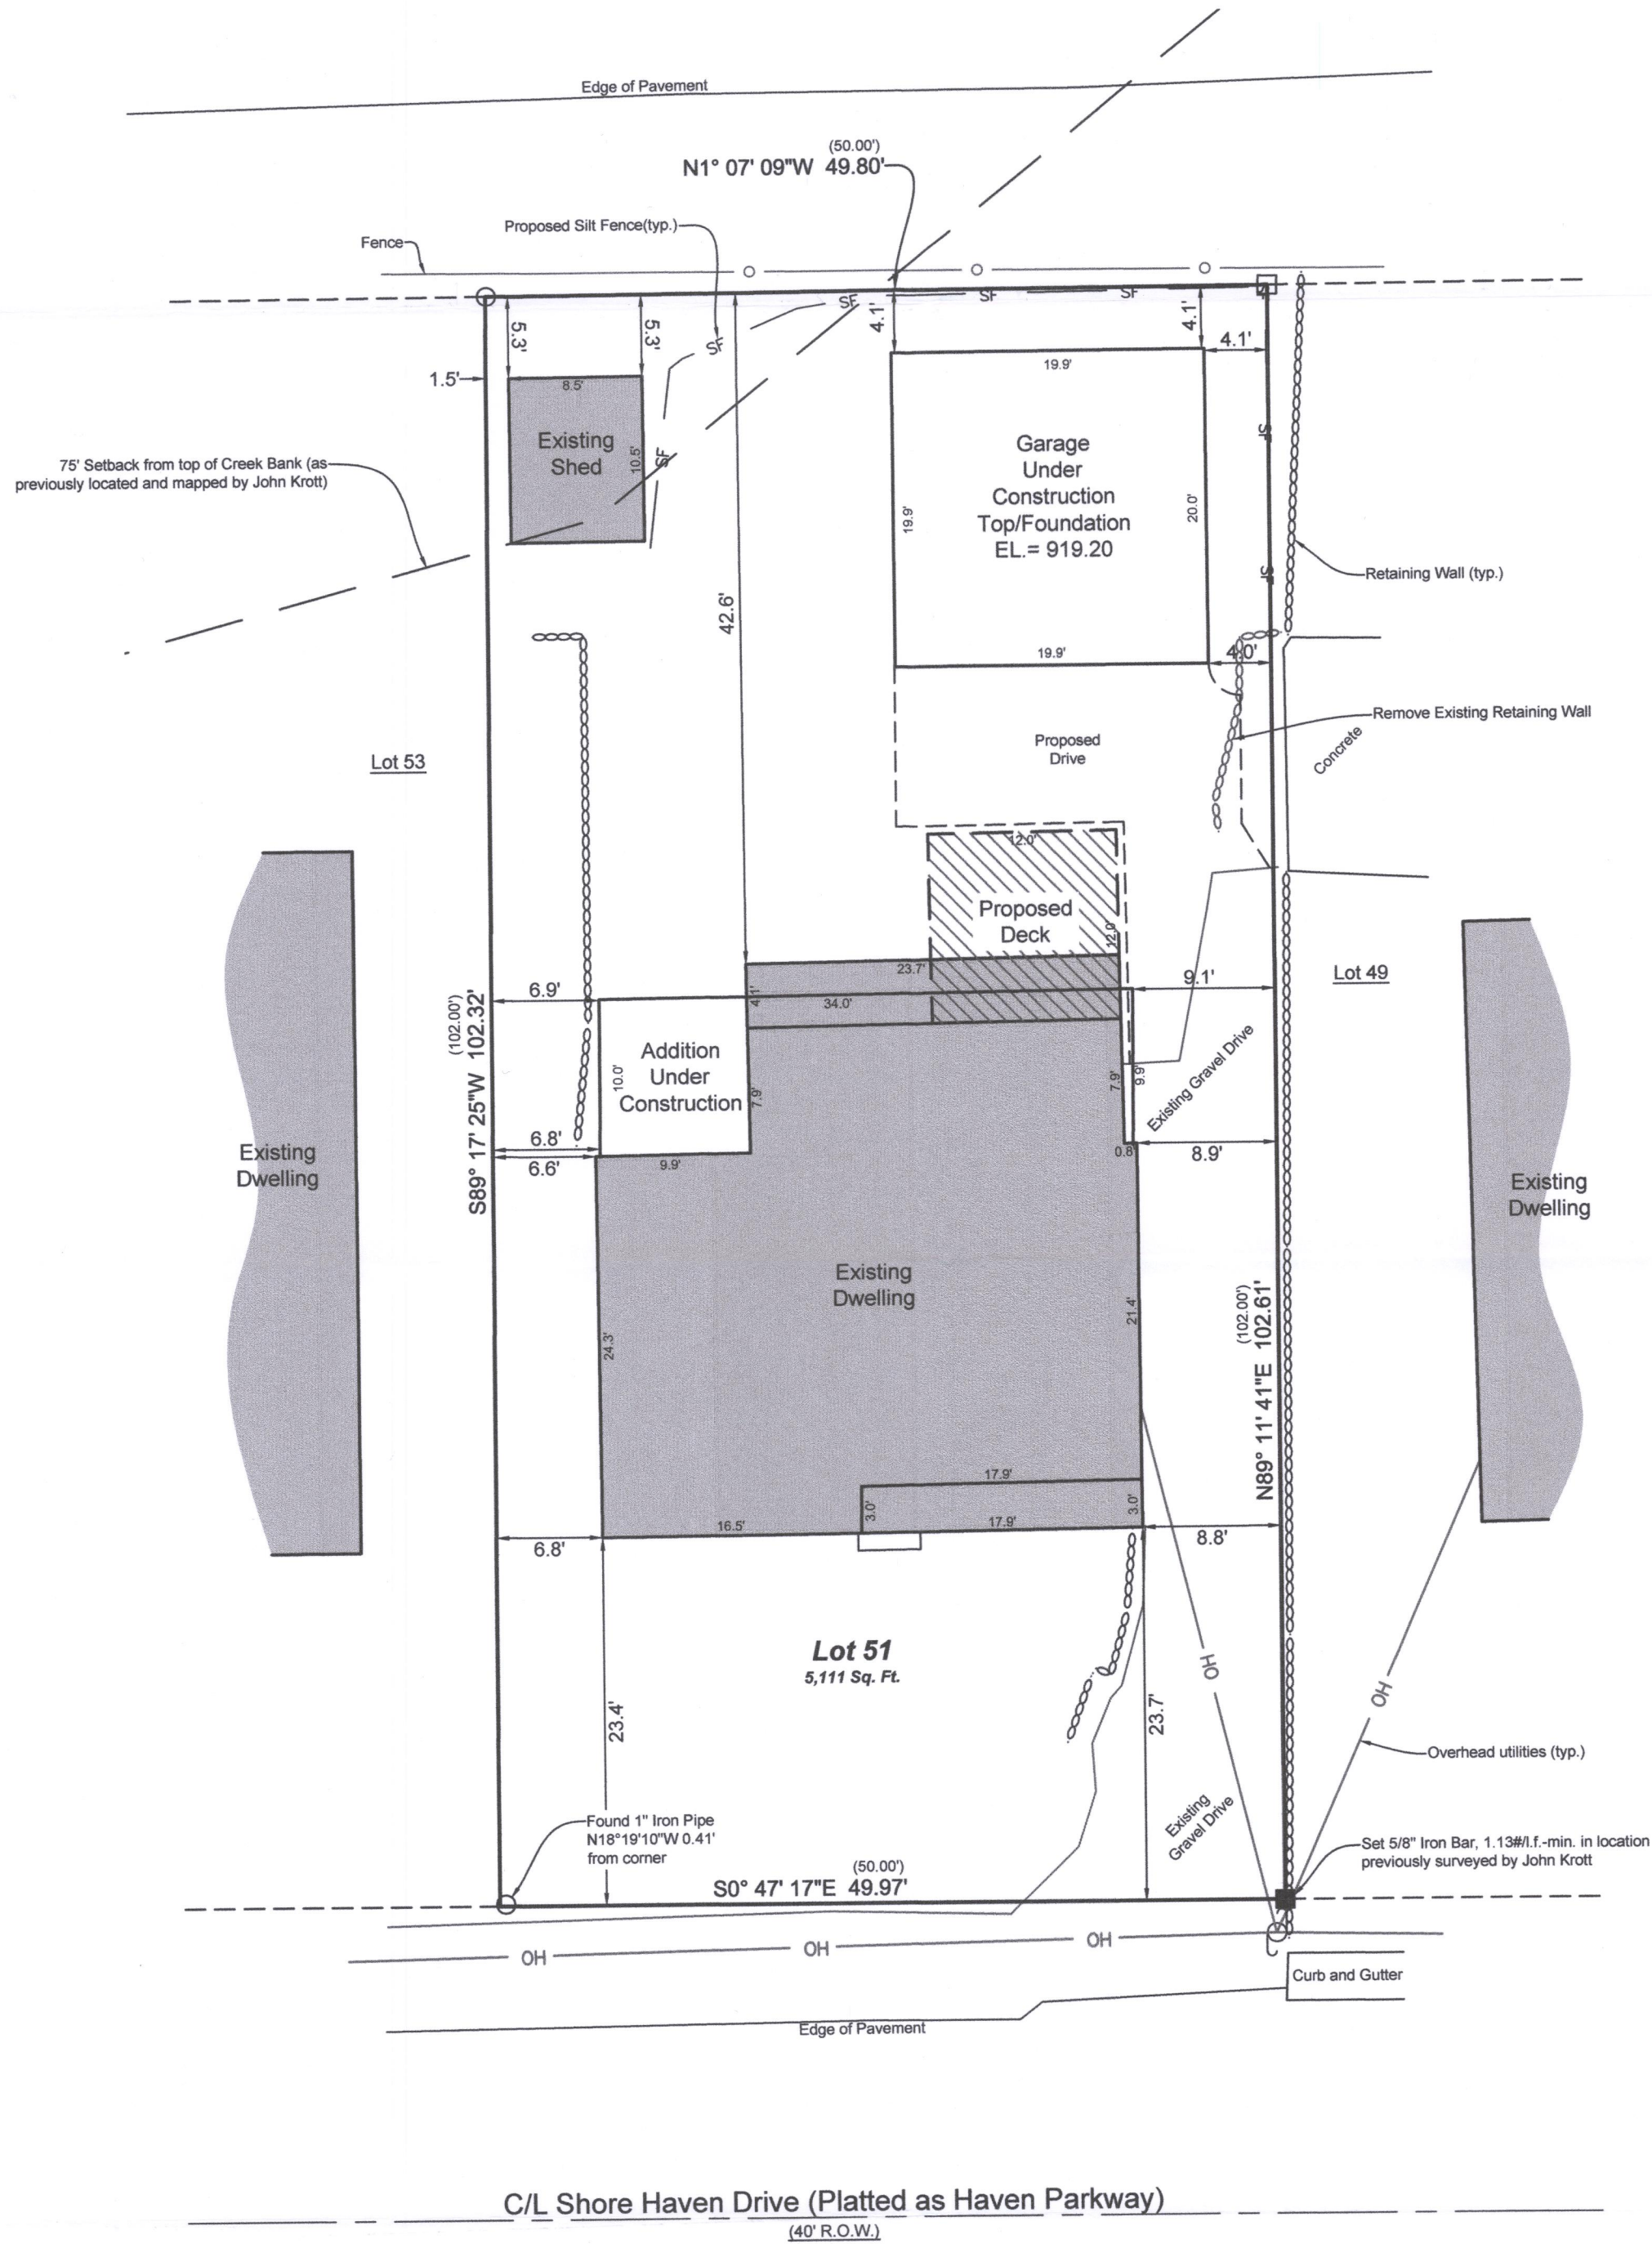 Edge of Pavement
(50.00')
N1° 07' 09"W 49.80'
Proposed Silt Fence(typ.)
Fence
SF
SF
SF
SF
5.3'
5.3'
4.1'
4.1'
4.1'
1.5'
8.5'
19.9'
Existing
Shed
10.5'
SF
SF
75' Setback from top of Creek Bank (as
previously located and mapped by John Krott)
Garage
Under
Construction
Top/Foundation
EL.= 919.20
19.9'
20.0'
SF
Retaining Wall (typ.)
42.6'
19.9'
4.0'
Remove Existing Retaining Wall
Proposed
Drive
Concrete
Lot 53
12.0'
Proposed
Deck
12.0'
23.7'
9.1'
Lot 49
6.9'
4.1'
34.0'
(102.00')
S89° 17' 25"W 102.32'
Addition
Under
Construction
10.0'
7.9'
7.9'
9.9'
Existing Gravel Drive
6.8'
6.6'
9.9'
0.8'
8.9'
Existing
Dwelling
Existing
Dwelling
Existing
Dwelling
24.3'
21.4'
(102.00')
N89° 11' 41"E 102.61'
17.9'
3.0'
3.0'
16.5'
17.9'
6.8'
8.8'
Lot 51
5,111 Sq. Ft.
OH
OH
23.4'
23.7'
Overhead utilities (typ.)
Existing
Gravel Drive
Found 1" Iron Pipe
N18°19'10"W 0.41'
from corner
Set 5/8" Iron Bar, 1.13#/l.f.-min. in location
previously surveyed by John Krott
(50.00')
S0° 47' 17"E 49.97'
OH
OH
OH
Curb and Gutter
Edge of Pavement
C/L Shore Haven Drive (Platted as Haven Parkway)
(40' R.O.W.)